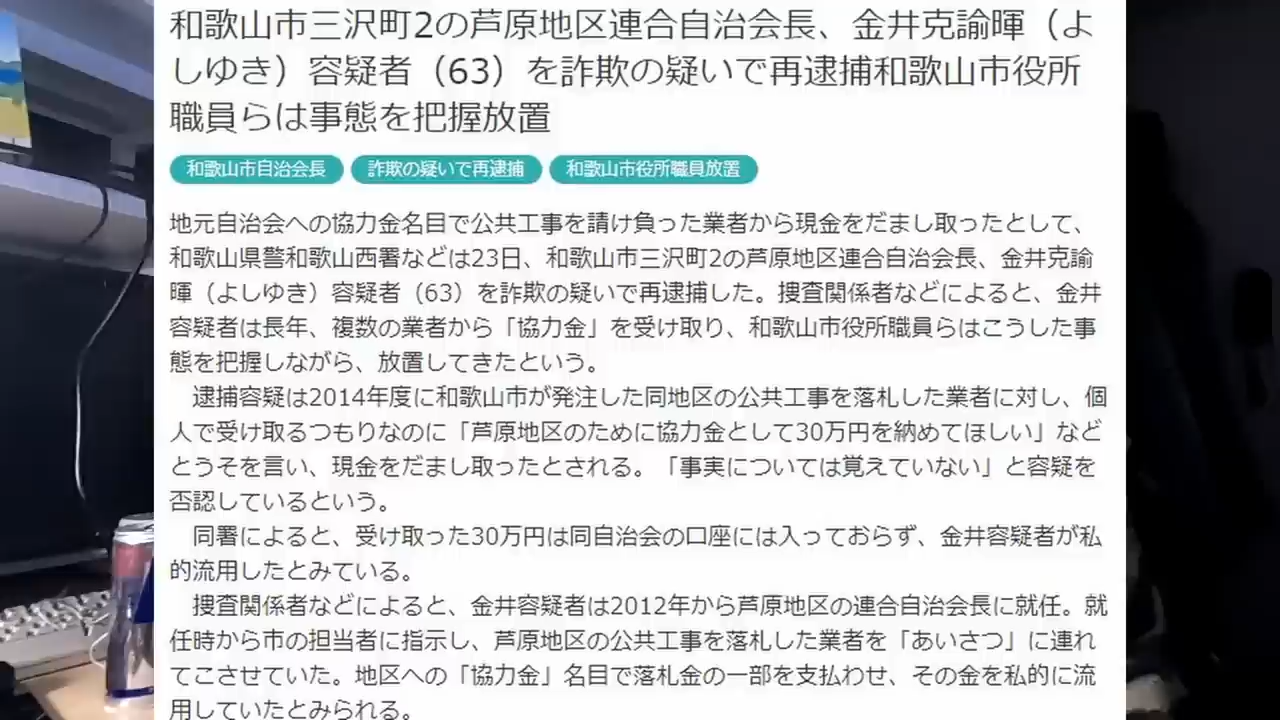 和歌山市三沢町2の芦原地区連合自治会長、金井克諭暉（よ
しゆき）容疑者（63）を詐欺の疑いで再逮捕和歌山市役所
職員らは事態を把握放置
和歌山市自治会長 詐欺の疑いで再逮捕 和歌山市役所職員放置
地元自治会への協力金名目で公共工事を請け負った業者から現金をだまし取ったとして、
和歌山県警和歌山西署などは23日、和歌山市三沢町2の芦原地区連合自治会長、金井克諭
暉（よしゆき）容疑者（63）を詐欺の疑いで再逮捕した。捜査関係者などによると、金井
容疑者は長年、複数の業者から「協力金」を受け取り、和歌山市役所職員らはこうした事
態を把握しながら、放置してきたという。
逮捕容疑は2014年度に和歌山市が発注した同地区の公共工事を落札した業者に対し、個
人で受け取るつもりなのに「芦原地区のために協力金として30万円を納めてほしい」など
とうそを言い、現金をだまし取ったとされる。「事実については覚えていない」と容疑を
否認しているという。
同署によると、受け取った30万円は同自治会の口座には入っておらず、金井容疑者が私
的流用したとみている。
捜査関係者などによると、金井容疑者は2012年から芦原地区の連合自治会長に就任。就
任時から市の担当者に指示し、芦原地区の公共工事を落札した業者を「あいさつ」に連れ
てこさせていた。地区への「協力金」名目で落札金の一部を支払わせ、その金を私的に流
用していたとみられる。